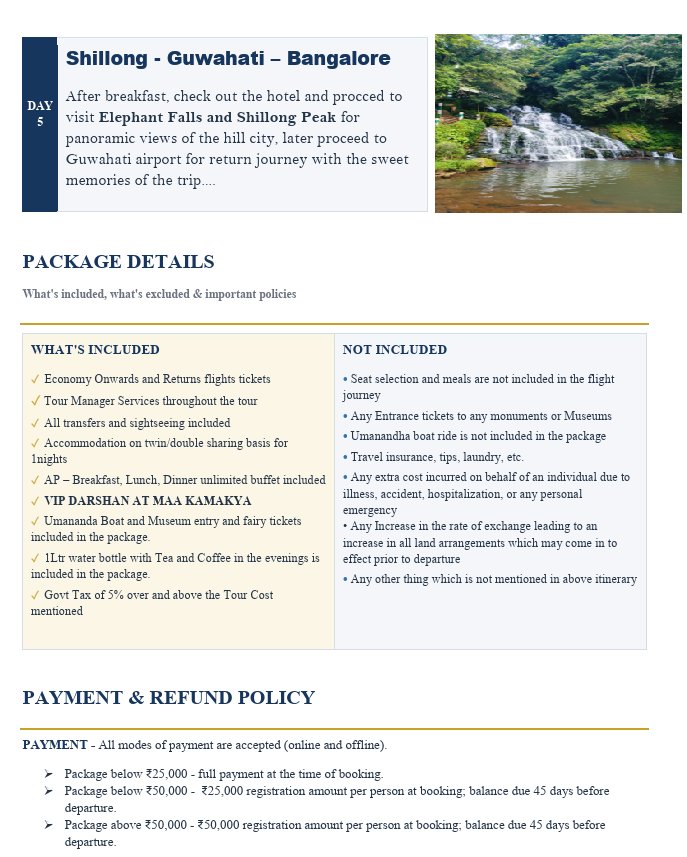 DAY
5
Shillong - Guwahati – Bangalore
After breakfast, check out the hotel and procced to
visit Elephant Falls and Shillong Peak for
panoramic views of the hill city, later proceed to
Guwahati airport for return journey with the sweet
memories of the trip....
PACKAGE DETAILS
What's included, what's excluded & important policies
WHAT'S INCLUDED
✓ Economy Onwards and Returns flights tickets
✓ Tour Manager Services throughout the tour
✓ All transfers and sightseeing included
✓ Accommodation on twin/double sharing basis for
1nights
✓ AP – Breakfast, Lunch, Dinner unlimited buffet included
✓ VIP DARSHAN AT MAA KAMAKYA
✓ Umananda Boat and Museum entry and fairy tickets
included in the package.
✓ 1Ltr water bottle with Tea and Coffee in the evenings is
included in the package.
✓ Govt Tax of 5% over and above the Tour Cost
mentioned
NOT INCLUDED
• Seat selection and meals are not included in the flight
journey
• Any Entrance tickets to any monuments or Museums
• Umanandha boat ride is not included in the package
• Travel insurance, tips, laundry, etc.
• Any extra cost incurred on behalf of an individual due to
illness, accident, hospitalization, or any personal
emergency
• Any Increase in the rate of exchange leading to an
increase in all land arrangements which may come in to
effect prior to departure
• Any other thing which is not mentioned in above itinerary
PAYMENT & REFUND POLICY
PAYMENT - All modes of payment are accepted (online and offline).
➢ Package below ₹25,000 - full payment at the time of booking.
➢ Package below ₹50,000 - ₹25,000 registration amount per person at booking; balance due 45 days before
departure.
➢ Package above ₹50,000 - ₹50,000 registration amount per person at booking; balance due 45 days before
departure.